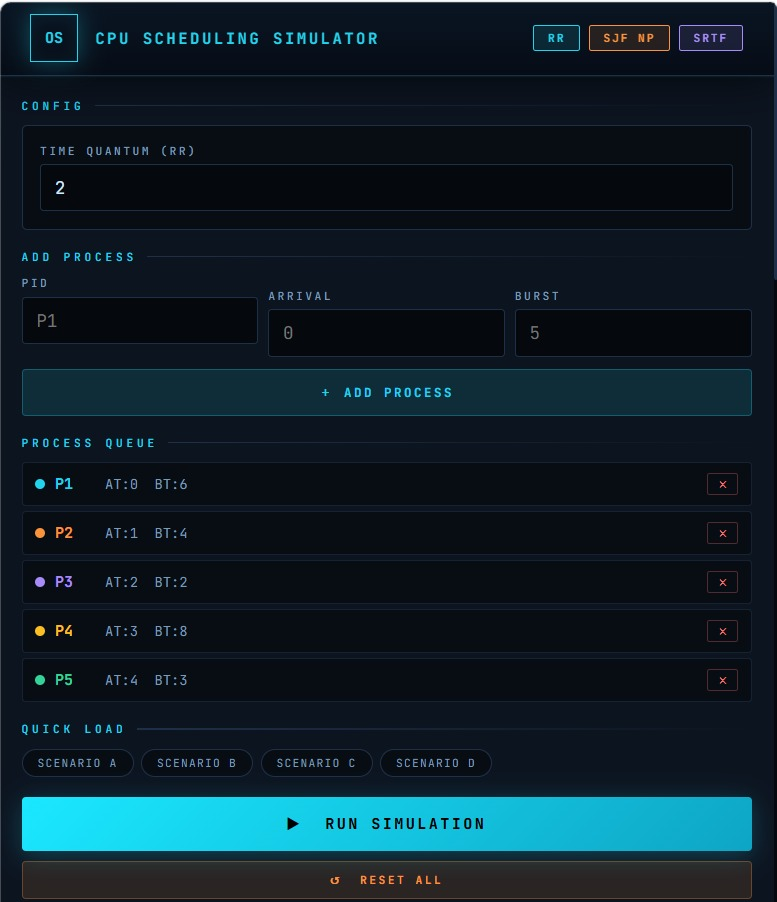 OS CPU SCHEDULING SIMULATOR RR SJF NP SRTF
CONFIG
TIME QUANTUM (RR)
2
ADD PROCESS
PID ARRIVAL BURST
P1 0 5
+ ADD PROCESS
PROCESS QUEUE
P1 AT:0 BT:6 ×
P2 AT:1 BT:4 ×
P3 AT:2 BT:2 ×
P4 AT:3 BT:8 ×
P5 AT:4 BT:3 ×
QUICK LOAD
SCENARIO A SCENARIO B SCENARIO C SCENARIO D
▶ RUN SIMULATION
↺ RESET ALL